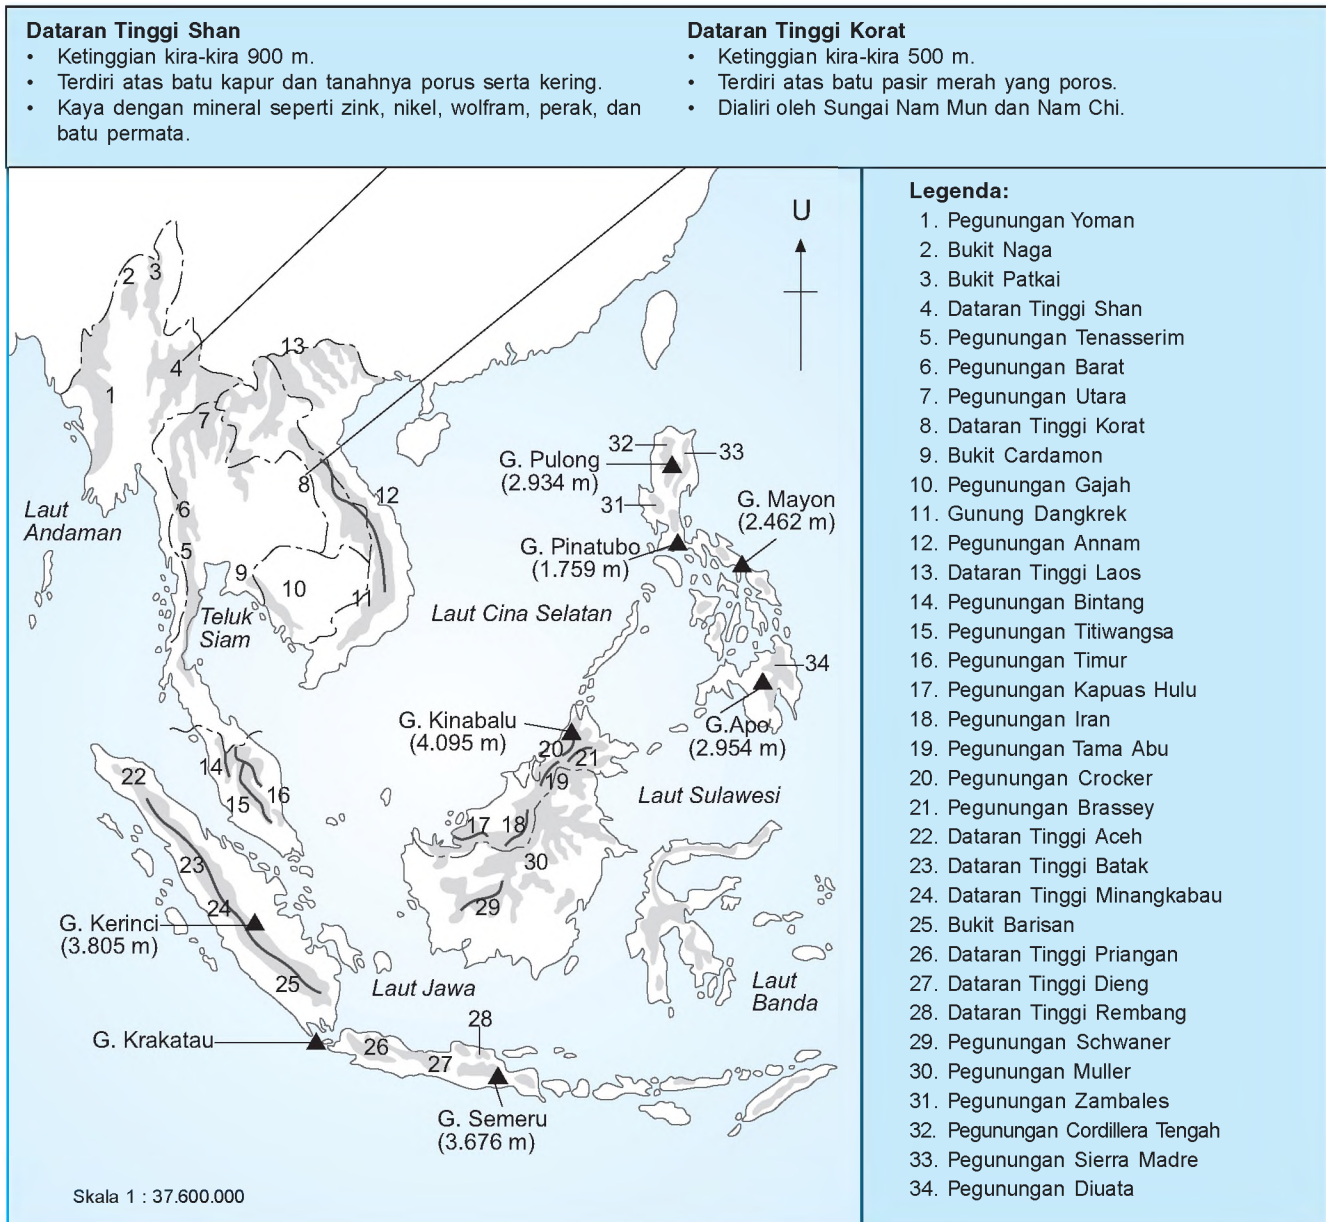 Dataran Tinggi Shan
• Ketinggian kira-kira 900 m.
• Terdiri atas batu kapur dan tanahnya porus serta kering.
• Kaya dengan mineral seperti zink, nikel, wolfram, perak, dan
batu permata.
Dataran Tinggi Korat
• Ketinggian kira-kira 500 m.
• Terdiri atas batu pasir merah yang poros.
• Dialiri oleh Sungai Nam Mun dan Nam Chi.
U
2
3
13
4
1
7
32
33
G. Pulong
(2.934 m)
8
12
31
G. Mayon
(2.462 m)
Laut
Andaman
6
5
G. Pinatubo
(1.759 m)
9
10
11
Teluk
Siam
Laut Cina Selatan
34
G. Kinabalu
(4.095 m)
G.Apo
(2.954 m)
20
21
19
14
22
16
15
Laut Sulawesi
17
18
30
23
29
24
G. Kerinci
(3.805 m)
25
Laut Jawa
Laut
Banda
28
G. Krakatau
26
27
G. Semeru
(3.676 m)
Skala 1 : 37.600.000
Legenda:
1. Pegunungan Yoman
2. Bukit Naga
3. Bukit Patkai
4. Dataran Tinggi Shan
5. Pegunungan Tenasserim
6. Pegunungan Barat
7. Pegunungan Utara
8. Dataran Tinggi Korat
9. Bukit Cardamon
10. Pegunungan Gajah
11. Gunung Dangkrek
12. Pegunungan Annam
13. Dataran Tinggi Laos
14. Pegunungan Bintang
15. Pegunungan Titiwangsa
16. Pegunungan Timur
17. Pegunungan Kapuas Hulu
18. Pegunungan Iran
19. Pegunungan Tama Abu
20. Pegunungan Crocker
21. Pegunungan Brassey
22. Dataran Tinggi Aceh
23. Dataran Tinggi Batak
24. Dataran Tinggi Minangkabau
25. Bukit Barisan
26. Dataran Tinggi Priangan
27. Dataran Tinggi Dieng
28. Dataran Tinggi Rembang
29. Pegunungan Schwaner
30. Pegunungan Muller
31. Pegunungan Zambales
32. Pegunungan Cordillera Tengah
33. Pegunungan Sierra Madre
34. Pegunungan Diuata